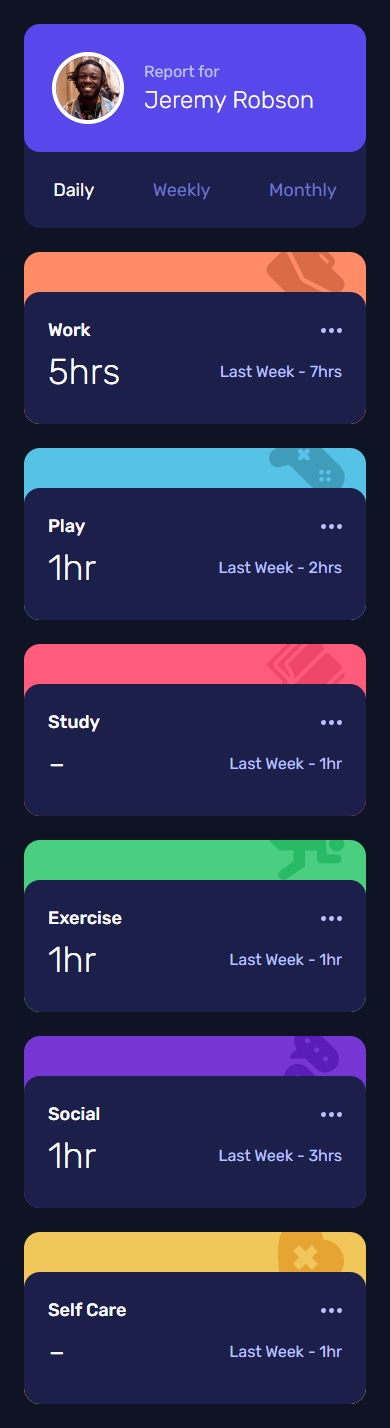 Report for
Jeremy Robson
Daily Weekly Monthly
Work
5hrs Last Week - 7hrs
Play
1hr Last Week - 2hrs
Study
– Last Week - 1hr
Exercise
1hr Last Week - 1hr
Social
1hr Last Week - 3hrs
Self Care
– Last Week - 1hr